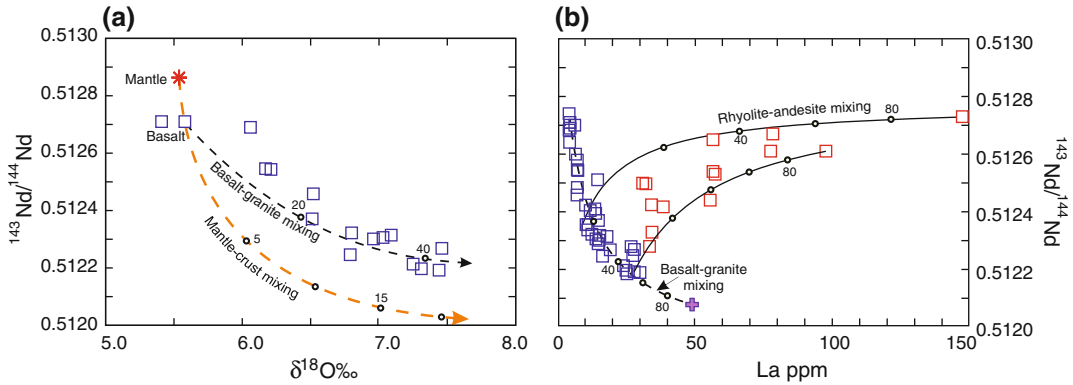 (a)
¹⁴³Nd/¹⁴⁴Nd
0.5130
0.5128
0.5126
0.5124
0.5122
0.5120
Mantle
Basalt
Basalt-granite mixing
20
40
Mantle-crust mixing
5
15
5.0
6.0
7.0
8.0
δ¹⁸O‰
(b)
Rhyolite-andesite mixing
80
40
80
40
Basalt-granite
mixing
80
0
50
100
150
La ppm
0.5130
0.5128
0.5126
0.5124
0.5122
0.5120
¹⁴³Nd/¹⁴⁴Nd